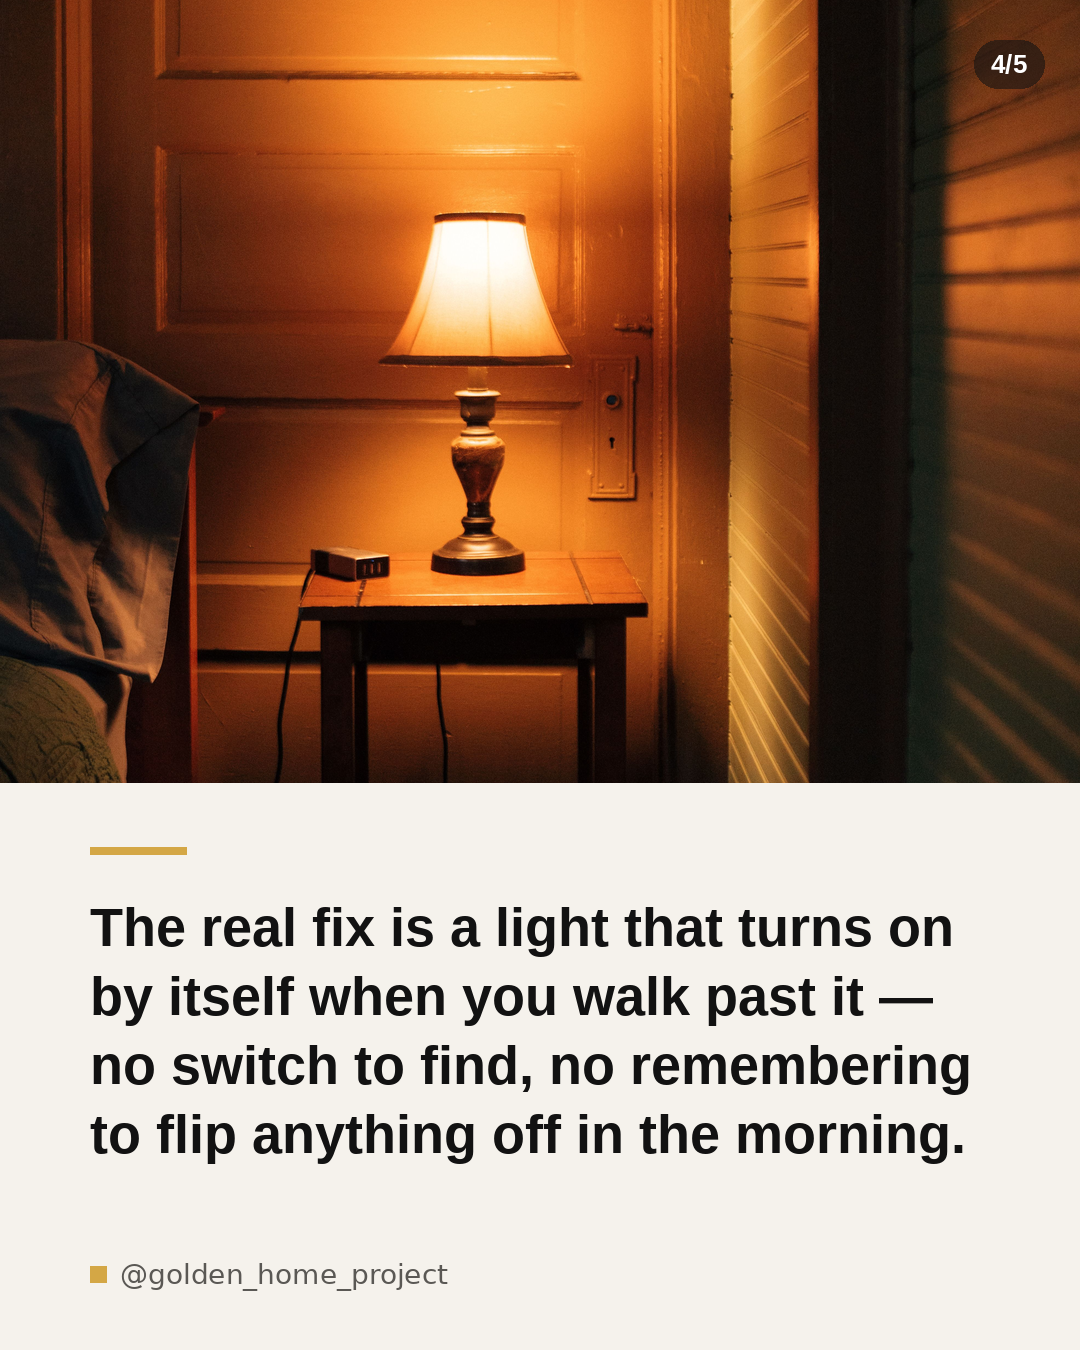 4/5
The real fix is a light that turns on
by itself when you walk past it —
no switch to find, no remembering
to flip anything off in the morning.
@golden_home_project